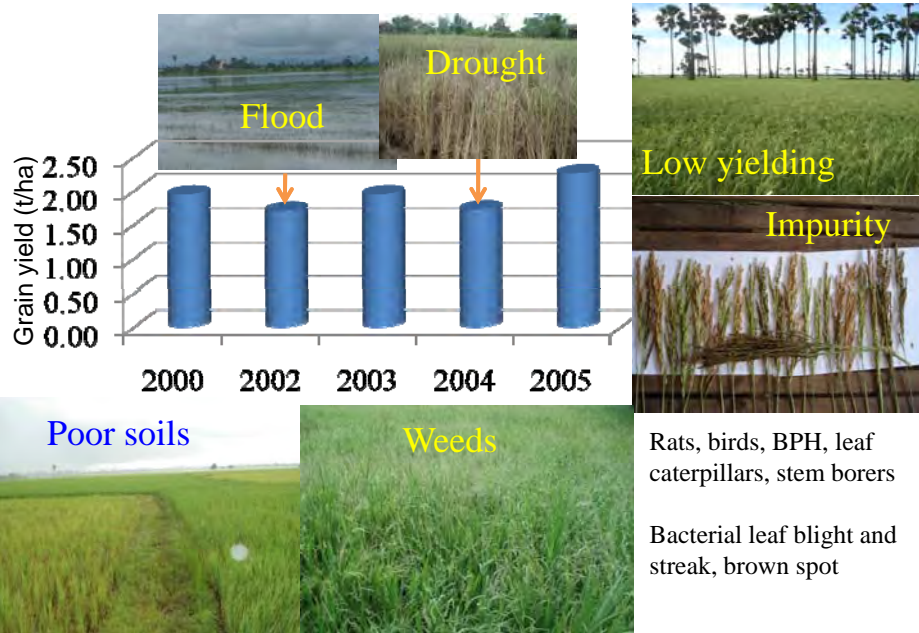 Flood
Drought
Low yielding
Impurity
Grain yield (t/ha)
2.50
2.00
1.50
1.00
0.50
0.00
2000 2002 2003 2004 2005
Poor soils
Weeds
Rats, birds, BPH, leaf
caterpillars, stem borers
Bacterial leaf blight and
streak, brown spot